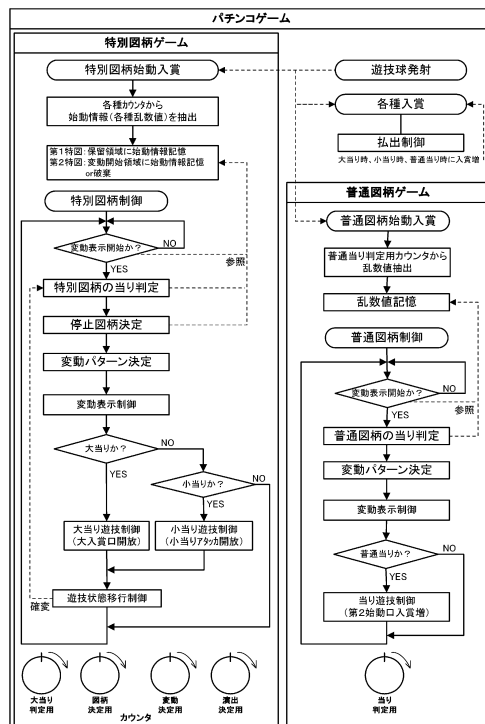 パチンコゲーム
特別図柄ゲーム
特別図柄始動入賞
各種カウンタから
始動情報(各種乱数値)を抽出
第1特図:保留領域に始動情報記憶
第2特図:変動開始領域に始動情報記憶
or破棄
特別図柄制御
変動表示開始か?
NO
YES
参照
特別図柄の当り判定
停止図柄決定
変動パターン決定
変動表示制御
大当りか?
NO
YES
小当りか?
NO
YES
大当り遊技制御
(大入賞口開放)
小当り遊技制御
(小当りアタッカ開放)
確変
遊技状態移行制御
大当り
判定用
図柄
決定用
変動
決定用
演出
決定用
カウンタ
遊技球発射
各種入賞
払出制御
大当り時、小当り時、普通当り時に入賞増
普通図柄ゲーム
普通図柄始動入賞
普通当り判定用カウンタから
乱数値抽出
乱数値記憶
普通図柄制御
変動表示開始か?
NO
YES
参照
普通図柄の当り判定
変動パターン決定
変動表示制御
普通当りか?
NO
YES
当り遊技制御
(第2始動口入賞増)
当り
判定用